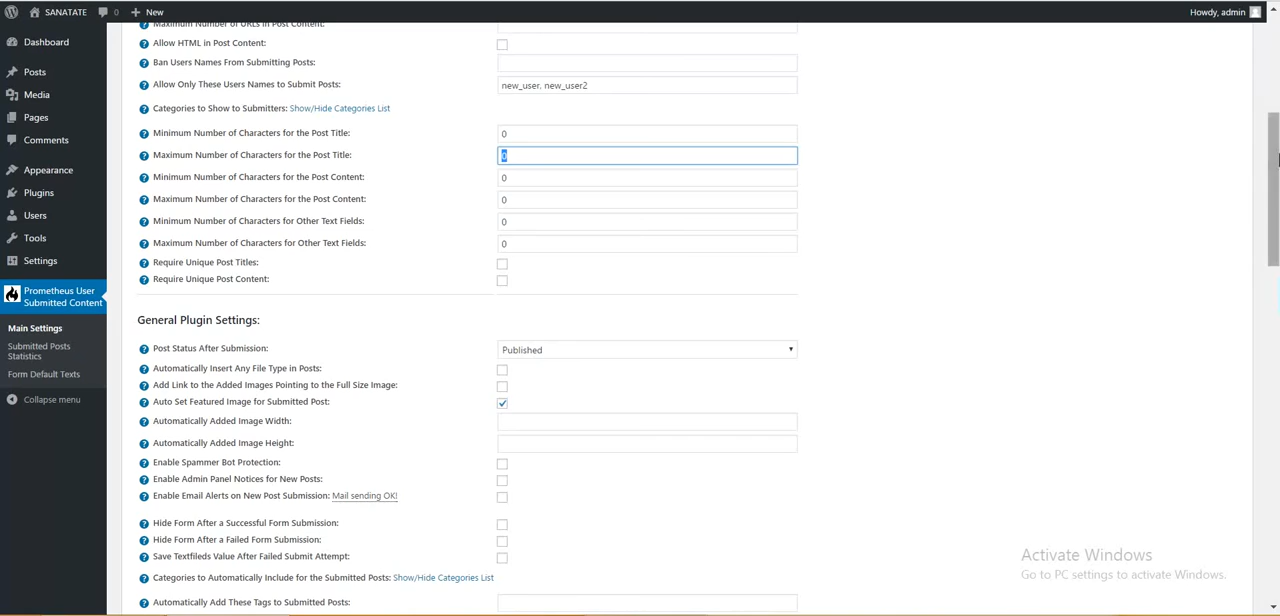 SANATATE 0 New Howdy, admin
Dashboard
Posts
Media
Pages
Comments
Appearance
Plugins
Users
Tools
Settings
Prometheus User
Submitted Content
Main Settings
Submitted Posts
Statistics
Form Default Texts
Collapse menu
Maximum Number of URLs in Post Content:
Allow HTML in Post Content:
Ban Users Names From Submitting Posts:
Allow Only These Users Names to Submit Posts: new_user, new_user2
Categories to Show to Submitters: Show/Hide Categories List
Minimum Number of Characters for the Post Title: 0
Maximum Number of Characters for the Post Title: 0
Minimum Number of Characters for the Post Content: 0
Maximum Number of Characters for the Post Content: 0
Minimum Number of Characters for Other Text Fields: 0
Maximum Number of Characters for Other Text Fields: 0
Require Unique Post Titles:
Require Unique Post Content:
General Plugin Settings:
Post Status After Submission: Published
Automatically Insert Any File Type in Posts:
Add Link to the Added Images Pointing to the Full Size Image:
Auto Set Featured Image for Submitted Post:
Automatically Added Image Width:
Automatically Added Image Height:
Enable Spammer Bot Protection:
Enable Admin Panel Notices for New Posts:
Enable Email Alerts on New Post Submission: Mail sending OK!
Hide Form After a Successful Form Submission:
Hide Form After a Failed Form Submission:
Save Textfileds Value After Failed Submit Attempt:
Categories to Automatically Include for the Submitted Posts: Show/Hide Categories List
Automatically Add These Tags to Submitted Posts:
Activate Windows
Go to PC settings to activate Windows.